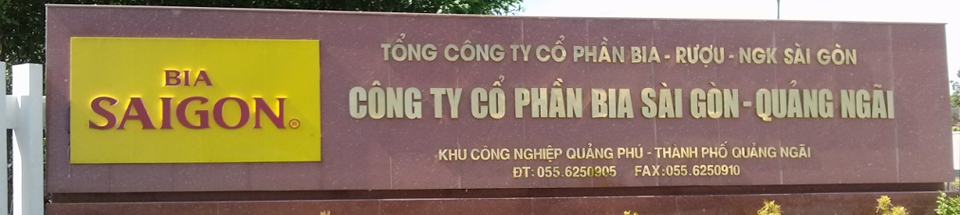 BIA
SAIGON®
TỔNG CÔNG TY CỔ PHẦN BIA - RƯỢU - NGK SÀI GÒN
CÔNG TY CỔ PHẦN BIA SÀI GÒN - QUẢNG NGÃI
KHU CÔNG NGHIỆP QUẢNG PHÚ - THÀNH PHỐ QUẢNG NGÃI
ĐT: 055.6250905 FAX: 055.6250910